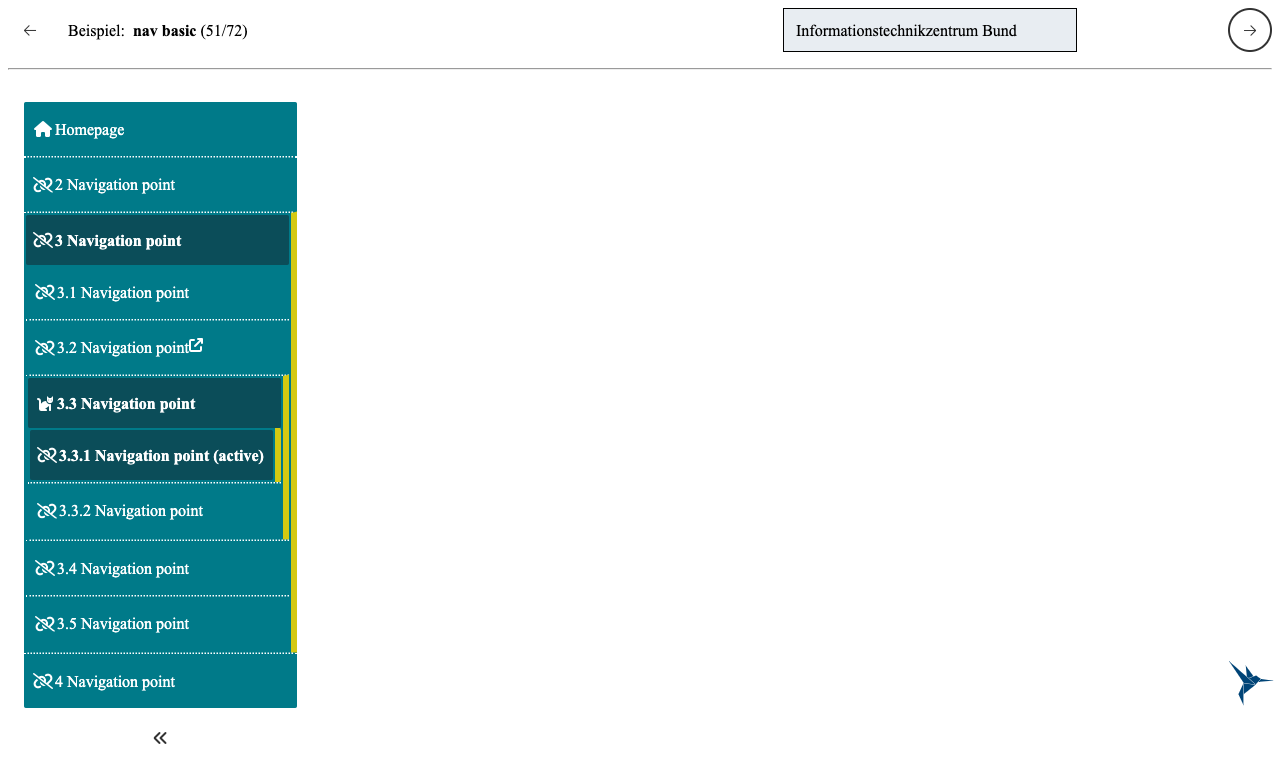 Beispiel: nav basic (51/72)
Informationstechnikzentrum Bund
Homepage
2 Navigation point
3 Navigation point
3.1 Navigation point
3.2 Navigation point
3.3 Navigation point
3.3.1 Navigation point (active)
3.3.2 Navigation point
3.4 Navigation point
3.5 Navigation point
4 Navigation point